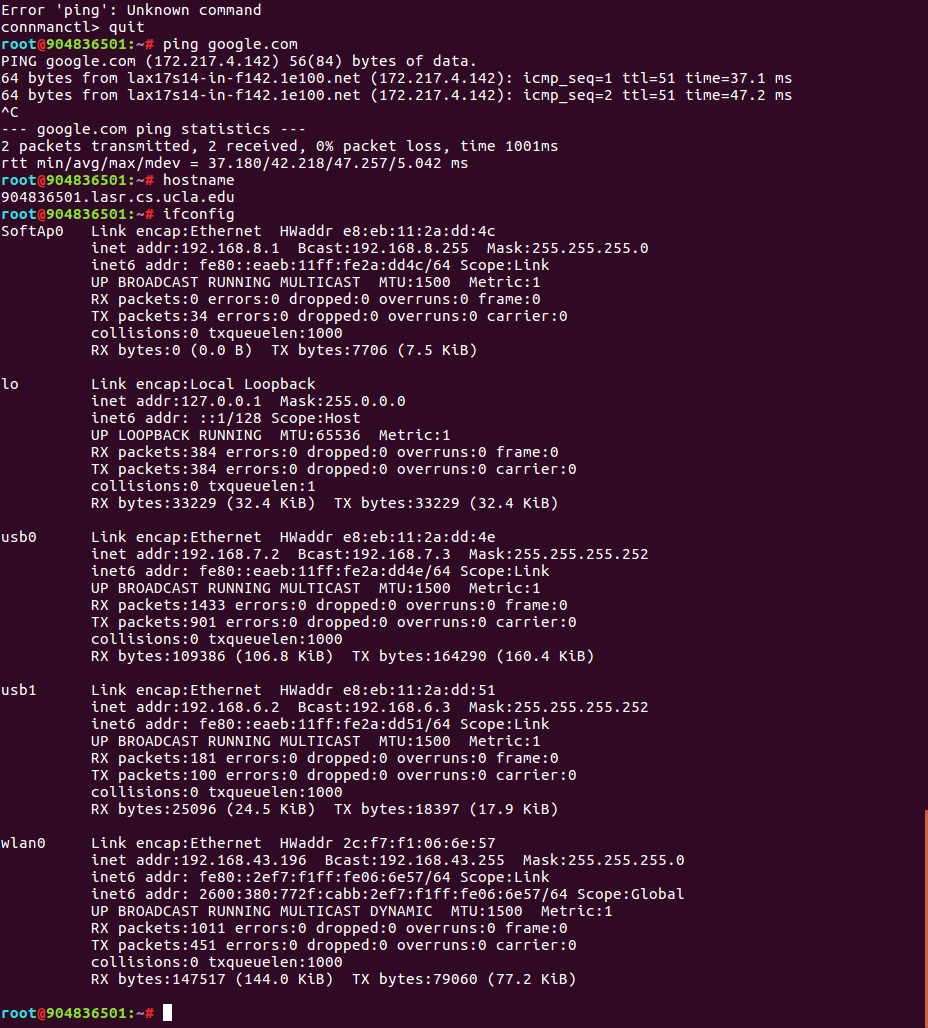 Error 'ping': Unknown command
connmanctl> quit
root@904836501:~# ping google.com
PING google.com (172.217.4.142) 56(84) bytes of data.
64 bytes from lax17s14-in-f142.1e100.net (172.217.4.142): icmp_seq=1 ttl=51 time=37.1 ms
64 bytes from lax17s14-in-f142.1e100.net (172.217.4.142): icmp_seq=2 ttl=51 time=47.2 ms
^C
--- google.com ping statistics ---
2 packets transmitted, 2 received, 0% packet loss, time 1001ms
rtt min/avg/max/mdev = 37.180/42.218/47.257/5.042 ms
root@904836501:~# hostname
904836501.lasr.cs.ucla.edu
root@904836501:~# ifconfig
SoftAp0   Link encap:Ethernet  HWaddr e8:eb:11:2a:dd:4c
          inet addr:192.168.8.1  Bcast:192.168.8.255  Mask:255.255.255.0
          inet6 addr: fe80::eaeb:11ff:fe2a:dd4c/64 Scope:Link
          UP BROADCAST RUNNING MULTICAST  MTU:1500  Metric:1
          RX packets:0 errors:0 dropped:0 overruns:0 frame:0
          TX packets:34 errors:0 dropped:0 overruns:0 carrier:0
          collisions:0 txqueuelen:1000
          RX bytes:0 (0.0 B)  TX bytes:7706 (7.5 KiB)

lo        Link encap:Local Loopback
          inet addr:127.0.0.1  Mask:255.0.0.0
          inet6 addr: ::1/128 Scope:Host
          UP LOOPBACK RUNNING  MTU:65536  Metric:1
          RX packets:384 errors:0 dropped:0 overruns:0 frame:0
          TX packets:384 errors:0 dropped:0 overruns:0 carrier:0
          collisions:0 txqueuelen:1
          RX bytes:33229 (32.4 KiB)  TX bytes:33229 (32.4 KiB)

usb0      Link encap:Ethernet  HWaddr e8:eb:11:2a:dd:4e
          inet addr:192.168.7.2  Bcast:192.168.7.3  Mask:255.255.255.252
          inet6 addr: fe80::eaeb:11ff:fe2a:dd4e/64 Scope:Link
          UP BROADCAST RUNNING MULTICAST  MTU:1500  Metric:1
          RX packets:1433 errors:0 dropped:0 overruns:0 frame:0
          TX packets:901 errors:0 dropped:0 overruns:0 carrier:0
          collisions:0 txqueuelen:1000
          RX bytes:109386 (106.8 KiB)  TX bytes:164290 (160.4 KiB)

usb1      Link encap:Ethernet  HWaddr e8:eb:11:2a:dd:51
          inet addr:192.168.6.2  Bcast:192.168.6.3  Mask:255.255.255.252
          inet6 addr: fe80::eaeb:11ff:fe2a:dd51/64 Scope:Link
          UP BROADCAST RUNNING MULTICAST  MTU:1500  Metric:1
          RX packets:181 errors:0 dropped:0 overruns:0 frame:0
          TX packets:100 errors:0 dropped:0 overruns:0 carrier:0
          collisions:0 txqueuelen:1000
          RX bytes:25096 (24.5 KiB)  TX bytes:18397 (17.9 KiB)

wlan0     Link encap:Ethernet  HWaddr 2c:f7:f1:06:6e:57
          inet addr:192.168.43.196  Bcast:192.168.43.255  Mask:255.255.255.0
          inet6 addr: fe80::2ef7:f1ff:fe06:6e57/64 Scope:Link
          inet6 addr: 2600:380:772f:cabb:2ef7:f1ff:fe06:6e57/64 Scope:Global
          UP BROADCAST RUNNING MULTICAST DYNAMIC  MTU:1500  Metric:1
          RX packets:1011 errors:0 dropped:0 overruns:0 frame:0
          TX packets:451 errors:0 dropped:0 overruns:0 carrier:0
          collisions:0 txqueuelen:1000
          RX bytes:147517 (144.0 KiB)  TX bytes:79060 (77.2 KiB)

root@904836501:~#